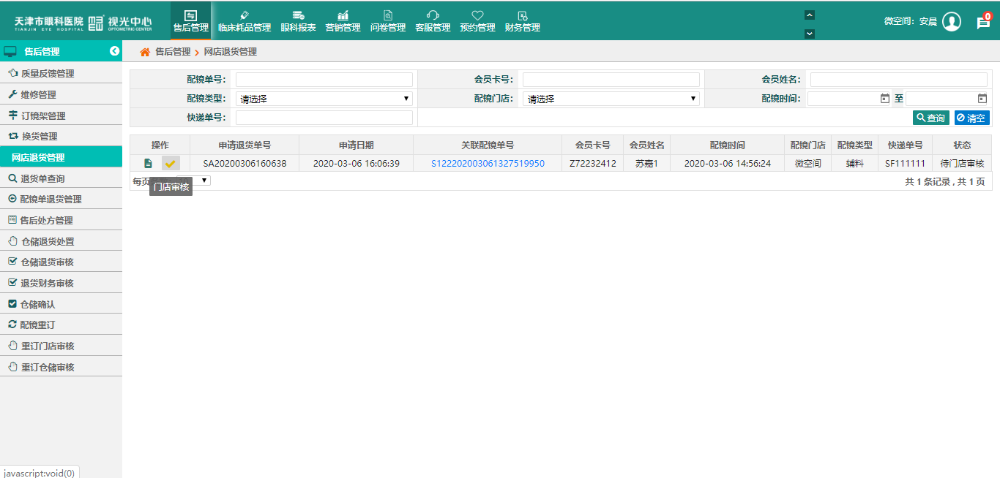 天津市眼科医院 视光中心
TIANJIN EYE HOSPITAL OPTOMETRIC CENTER
售后管理 临床耗品管理 眼科报表 营销管理 问卷管理 客服管理 预约管理 财务管理
微空间：安晨
0
售后管理
售后管理 网店退货管理
质量反馈管理
维修管理
订镜架管理
换货管理
网店退货管理
退货单查询
配镜单退货管理
售后处方管理
仓储退货处置
仓储退货审核
退货财务审核
仓储确认
配镜重订
重订门店审核
重订仓储审核
配镜单号： 会员卡号： 会员姓名：
配镜类型： 请选择 配镜门店： 请选择 配镜时间： 至
快递单号： 查询 清空
操作 申请退货单号 申请日期 关联配镜单号 会员卡号 会员姓名 配镜时间 配镜门店 配镜类型 快递单号 状态
SA20200306160638 2020-03-06 16:06:39 S122202003061327519950 Z72232412 苏嘉1 2020-03-06 14:56:24 微空间 辅料 SF111111 待门店审核
每页 共 1 条记录 , 共 1 页
门店审核
javascript:void(0)